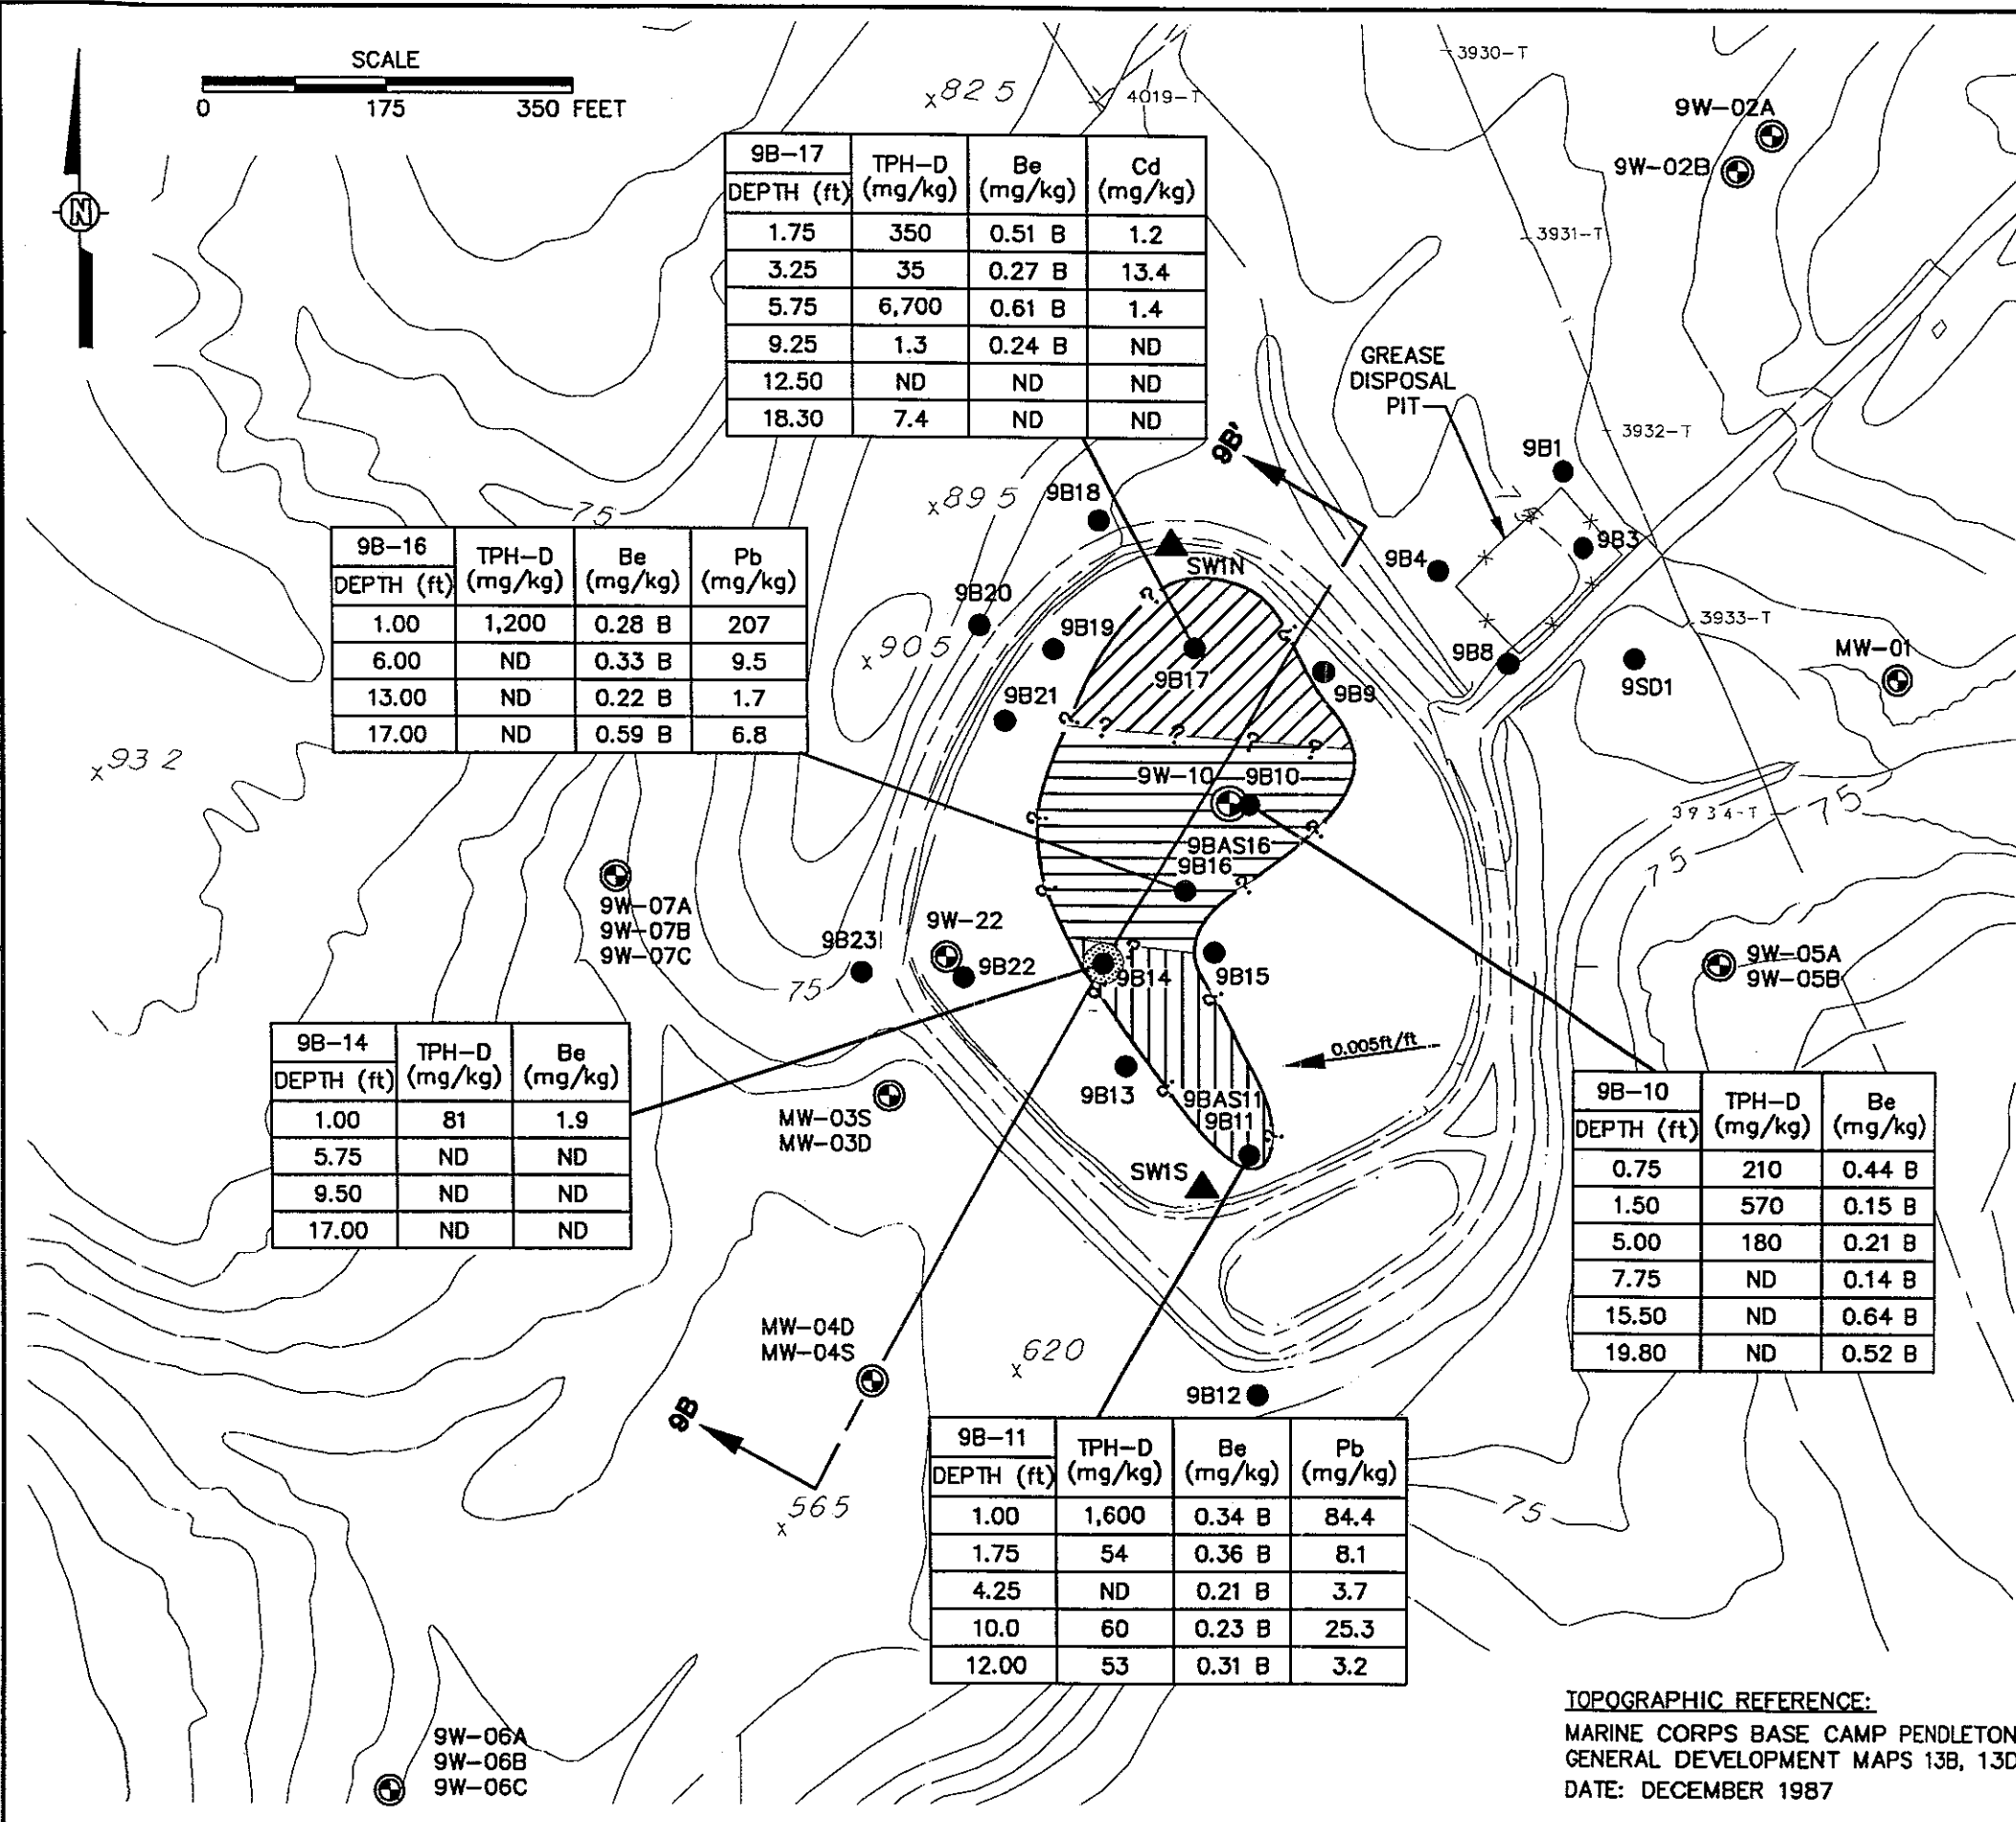 SCALE
0 175 350 FEET
N
x825
4019-T
3930-T
9W-02A
9W-02B
3931-T
9B-17 TPH-D (mg/kg) Be (mg/kg) Cd (mg/kg)
DEPTH (ft)
1.75 350 0.51 B 1.2
3.25 35 0.27 B 13.4
5.75 6,700 0.61 B 1.4
9.25 1.3 0.24 B ND
12.50 ND ND ND
18.30 7.4 ND ND
GREASE
DISPOSAL
PIT
3932-T
9B'
9B1
75
x895
9B18
9B3
9B4
SW1N
9B-16 TPH-D (mg/kg) Be (mg/kg) Pb (mg/kg)
DEPTH (ft)
1.00 1,200 0.28 B 207
6.00 ND 0.33 B 9.5
13.00 ND 0.22 B 1.7
17.00 ND 0.59 B 6.8
9B20
9B19
x905
9B17
9B21
9B9
9B8
9SD1
3933-T
MW-01
x932
9W-10 9B10
3934-T
75
75
9BAS16
9B16
9W-07A
9W-07B
9W-07C
9W-22
9B23
9B22
75
9B14
9B15
9W-05A
9W-05B
0.005ft/ft
9B-14 TPH-D (mg/kg) Be (mg/kg)
DEPTH (ft)
1.00 81 1.9
5.75 ND ND
9.50 ND ND
17.00 ND ND
MW-03S
MW-03D
9B13
9BAS11
9B11
SW1S
9B-10 TPH-D (mg/kg) Be (mg/kg)
DEPTH (ft)
0.75 210 0.44 B
1.50 570 0.15 B
5.00 180 0.21 B
7.75 ND 0.14 B
15.50 ND 0.64 B
19.80 ND 0.52 B
MW-04D
MW-04S
x620
9B12
9B
x565
9B-11 TPH-D (mg/kg) Be (mg/kg) Pb (mg/kg)
DEPTH (ft)
1.00 1,600 0.34 B 84.4
1.75 54 0.36 B 8.1
4.25 ND 0.21 B 3.7
10.0 60 0.23 B 25.3
12.00 53 0.31 B 3.2
75
9W-06A
9W-06B
9W-06C
TOPOGRAPHIC REFERENCE:
MARINE CORPS BASE CAMP PENDLETON
GENERAL DEVELOPMENT MAPS 13B, 13D
DATE: DECEMBER 1987